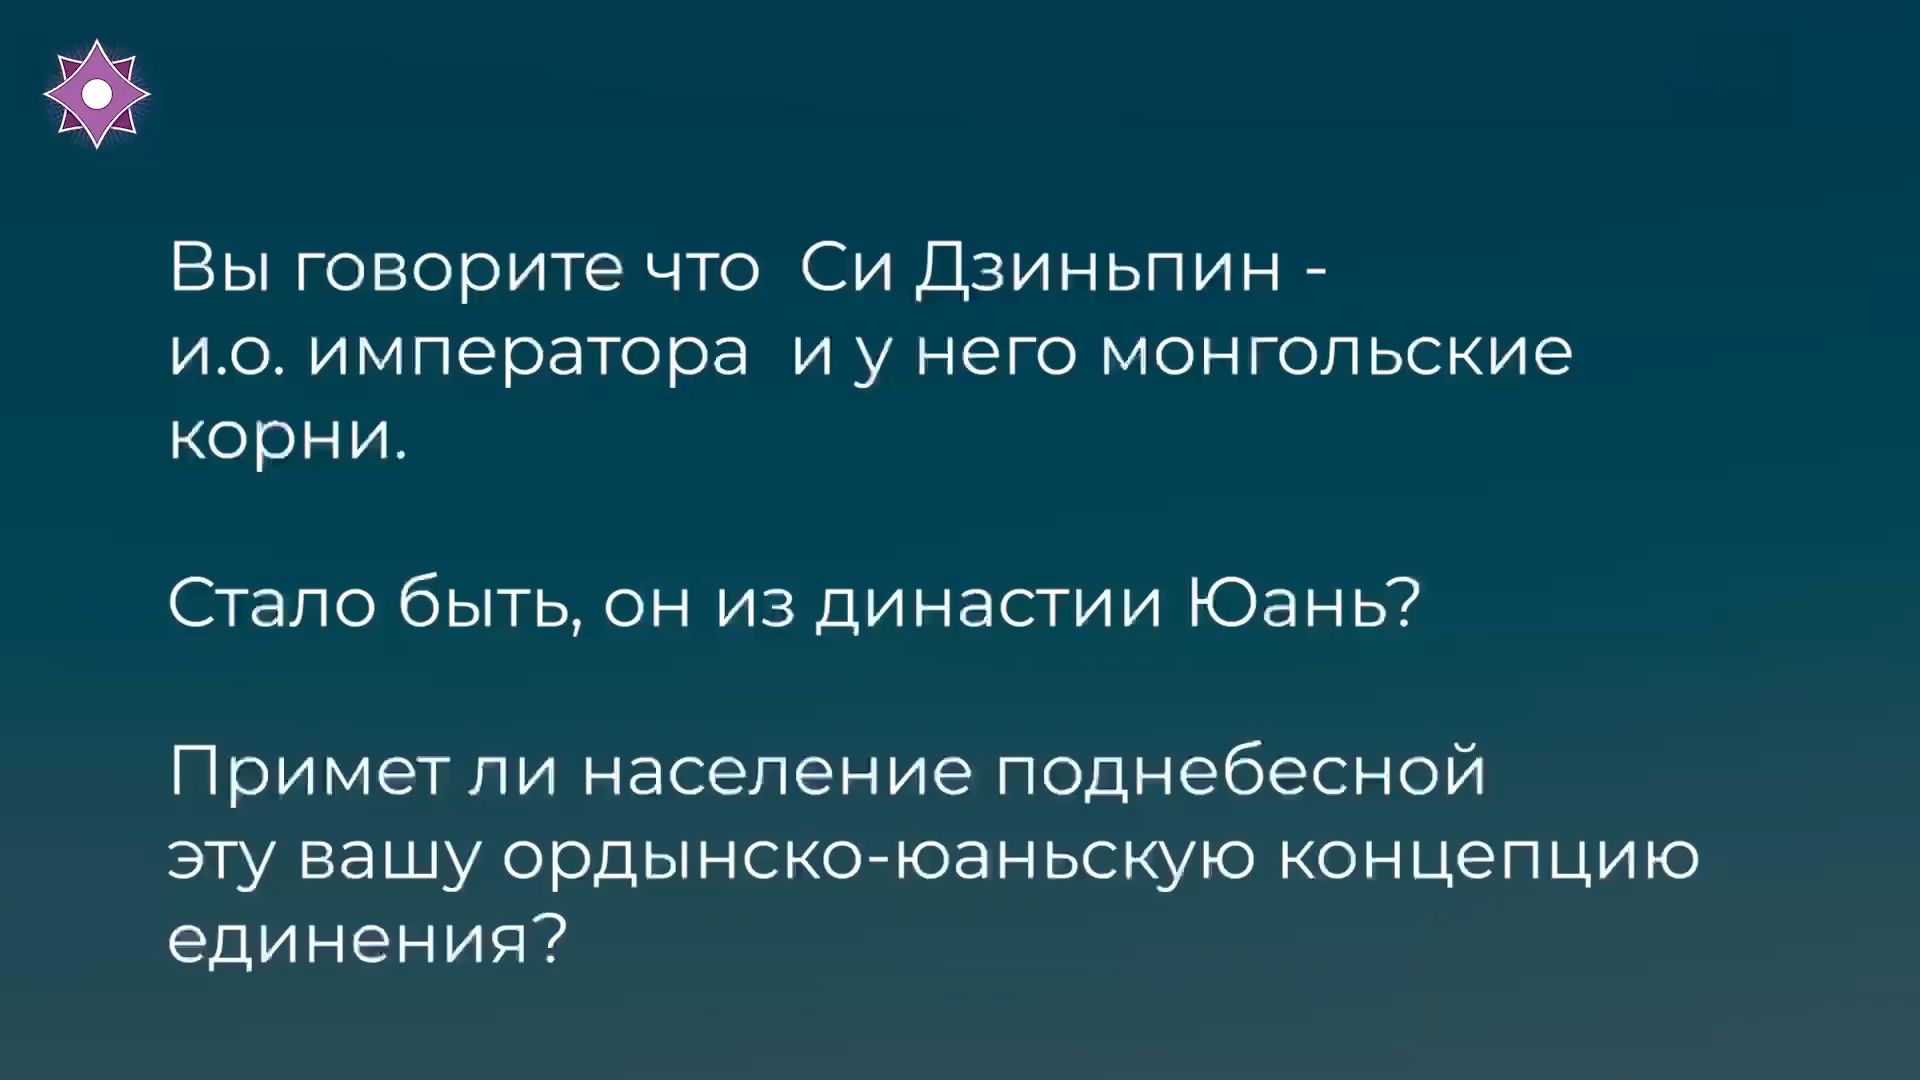 Вы говорите что Си Дзиньпин -
и.о. императора и у него монгольские
корни.
Стало быть, он из династии Юань?
Примет ли население поднебесной
эту вашу ордынско-юаньскую концепцию
единения?